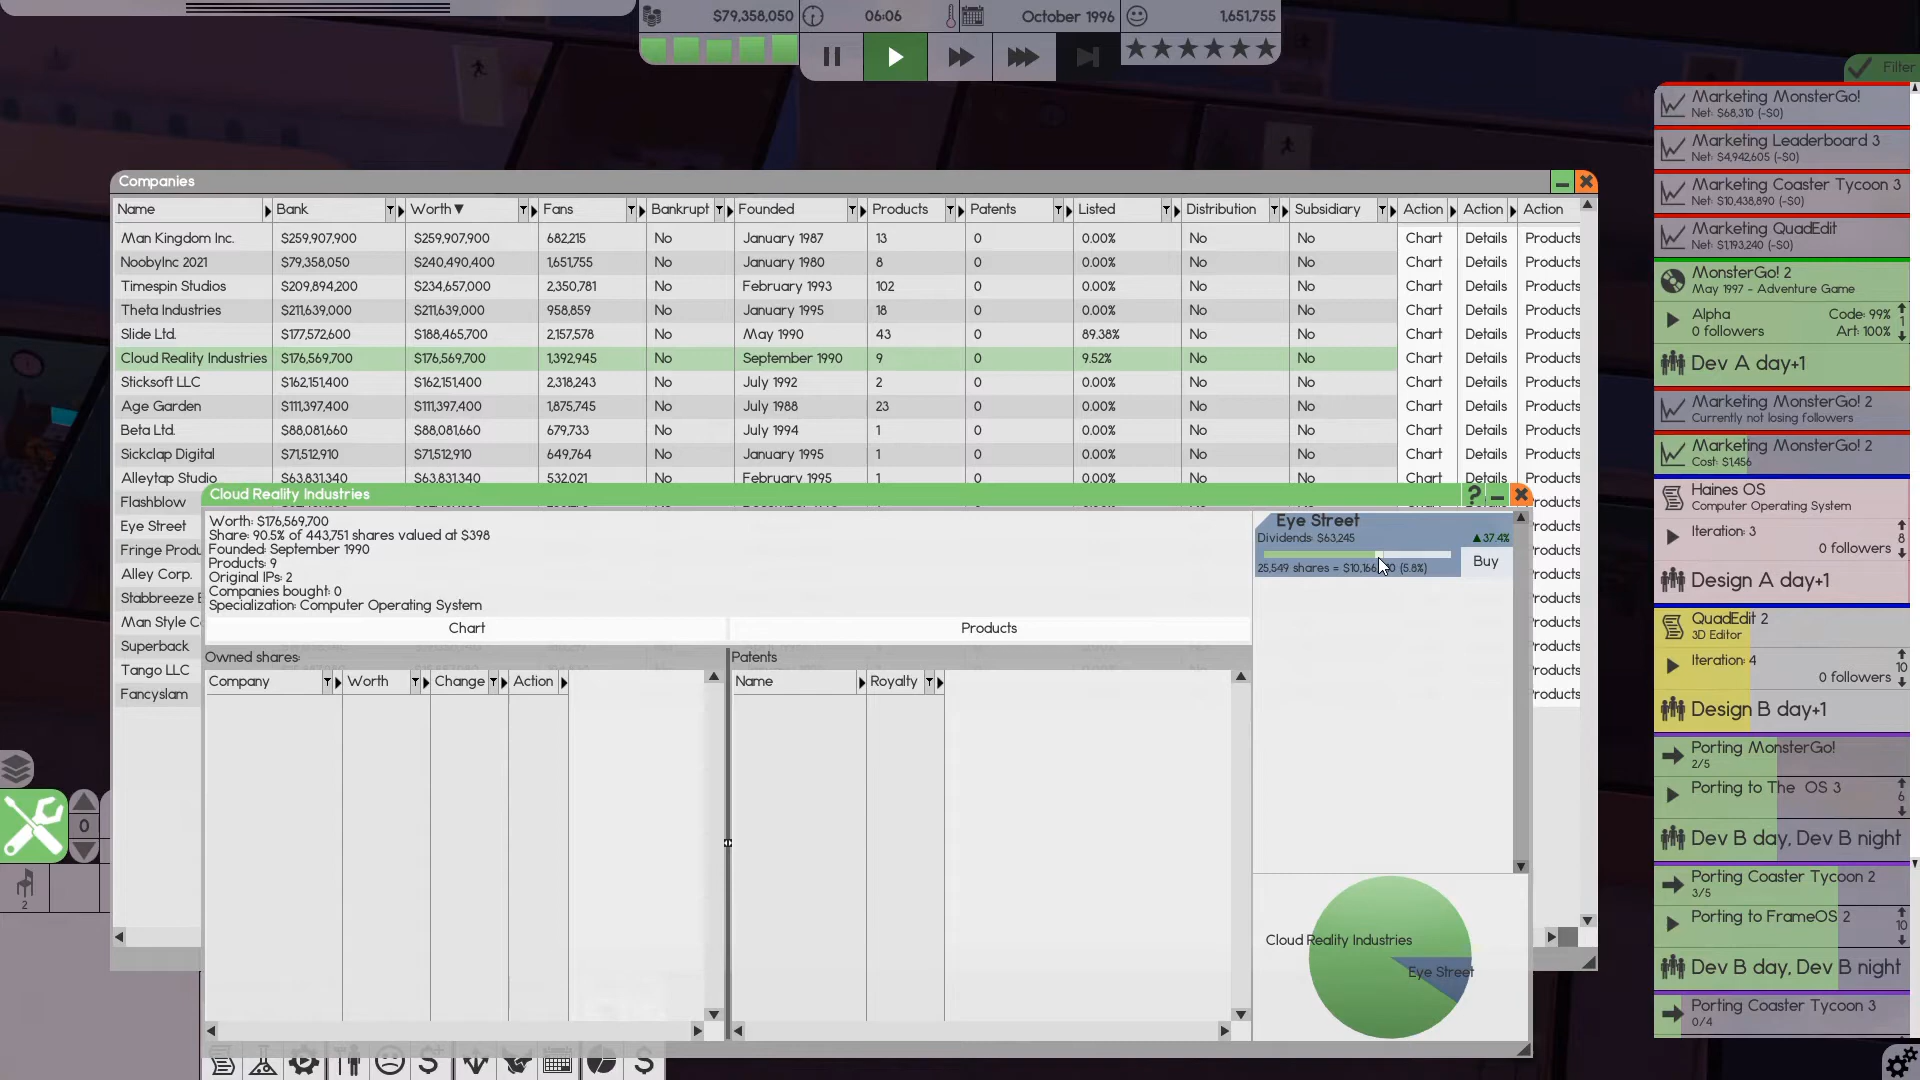 $79,358,050
06:06
October 1996
1,651,755
Filter
Companies
Name Bank Worth▼ Fans Bankrupt Founded Products Patents Listed Distribution Subsidiary Action Action Action
Man Kingdom Inc. $259,907,900 $259,907,900 682,215 No January 1987 13 0 0.00% No No Chart Details Products
NoobyInc 2021 $79,358,050 $240,490,400 1,651,755 No January 1980 8 0 0.00% No No Chart Details Products
Timespin Studios $209,894,200 $234,657,000 2,350,781 No February 1993 102 0 0.00% No No Chart Details Products
Theta Industries $211,639,000 $211,639,000 958,859 No January 1995 18 0 0.00% No No Chart Details Products
Slide Ltd. $177,572,600 $188,465,700 2,157,578 No May 1990 43 0 89.38% No No Chart Details Products
Cloud Reality Industries $176,569,700 $176,569,700 1,392,945 No September 1990 9 0 9.52% No No Chart Details Products
Sticksoft LLC $162,151,400 $162,151,400 2,318,243 No July 1992 2 0 0.00% No No Chart Details Products
Age Garden $111,397,400 $111,397,400 1,875,745 No July 1988 23 0 0.00% No No Chart Details Products
Beta Ltd. $88,081,660 $88,081,660 679,733 No July 1994 1 0 0.00% No No Chart Details Products
Sickclap Digital $71,512,910 $71,512,910 649,764 No January 1995 1 0 0.00% No No Chart Details Products
Alleytap Studio $63,831,340 $63,831,340 532,021 No February 1995 1 0 0.00% No No Chart Details Products
Flashblow
Eye Street
Fringe Produ
Alley Corp.
Stabbreeze E
Man Style Co
Superback
Tango LLC
Fancyslam
Cloud Reality Industries
?
Worth: $176,569,700
Share: 90.5% of 443,751 shares valued at $398
Founded: September 1990
Products: 9
Original IPs: 2
Companies bought: 0
Specialization: Computer Operating System
Chart Products
Owned shares:
Company Worth Change Action
Patents
Name Royalty
Eye Street
Dividends: $63,245 ▲37.4%
25,549 shares = (5.8%)
Buy
Cloud Reality Industries
Eye Street
Marketing MonsterGo!
Net: $68,310 (-$0)
Marketing Leaderboard 3
Net: $4,942,605 (-$0)
Marketing Coaster Tycoon 3
Net: $10,438,890 (-$0)
Marketing QuadEdit
Net: $1,193,240 (-$0)
MonsterGo! 2
May 1997 - Adventure Game
Alpha Code: 99%
0 followers Art: 100%
1
Dev A day+1
Marketing MonsterGo! 2
Currently not losing followers
Marketing MonsterGo! 2
Cost: $1,456
Haines OS
Computer Operating System
Iteration: 3
0 followers
8
Design A day+1
QuadEdit 2
3D Editor
Iteration: 4
0 followers
10
Design B day+1
Porting MonsterGo!
2/5
Porting to The OS 3
6
Dev B day, Dev B night
Porting Coaster Tycoon 2
3/5
Porting to FrameOS 2
10
Dev B day, Dev B night
Porting Coaster Tycoon 3
0/4
0
2